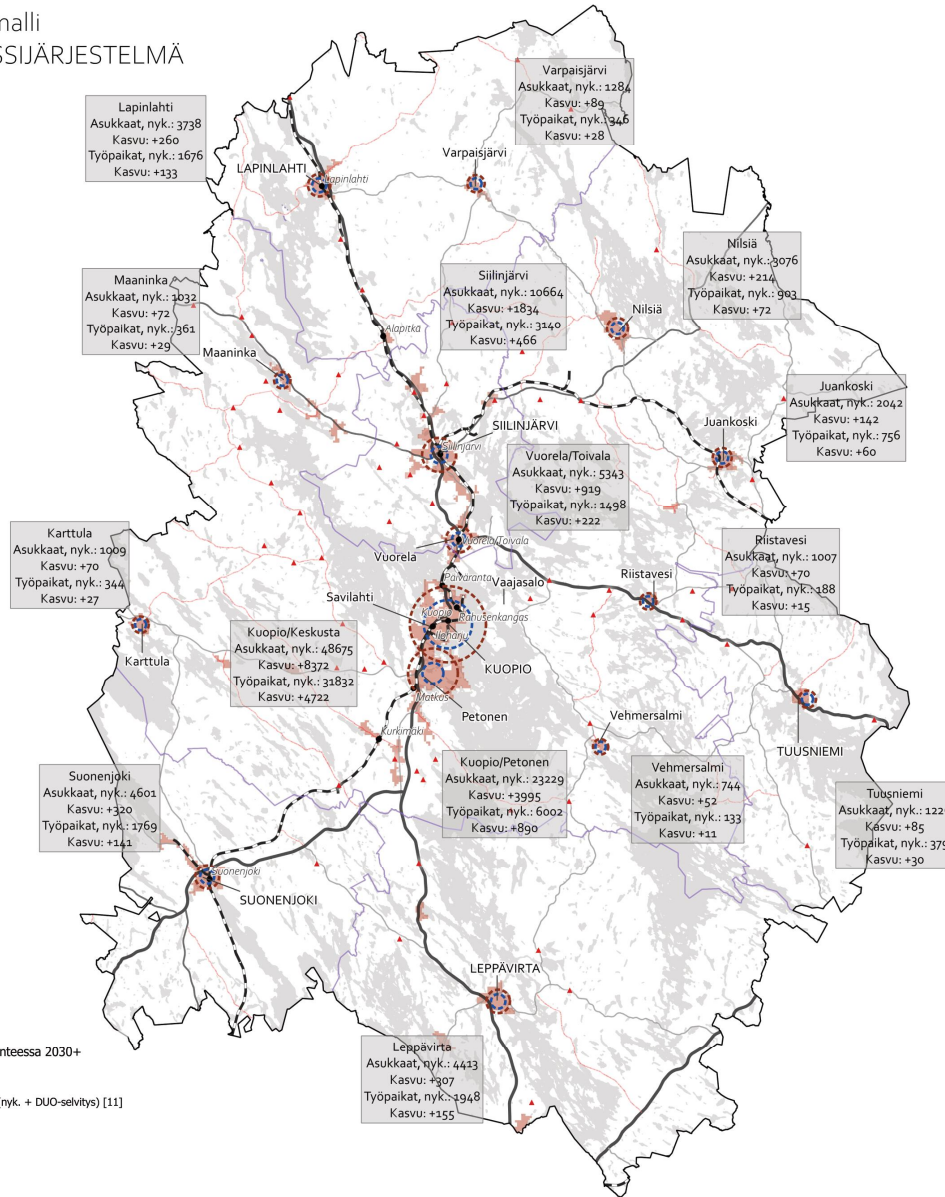 malli
SSIJÄRJESTELMÄ
Varpaisjärvi
Asukkaat, nyk.: 1284
Kasvu: +89
Työpaikat, nyk.: 346
Kasvu: +28
Lapinlahti
Asukkaat, nyk.: 3738
Kasvu: +260
Työpaikat, nyk.: 1676
Kasvu: +133
LAPINLAHTI
Lapinlahti
Varpaisjärvi
Nilsiä
Asukkaat, nyk.: 3076
Kasvu: +214
Työpaikat, nyk.: 903
Kasvu: +72
Maaninka
Asukkaat, nyk.: 1032
Kasvu: +72
Työpaikat, nyk.: 361
Kasvu: +29
Siilinjärvi
Asukkaat, nyk.: 10664
Kasvu: +1834
Työpaikat, nyk.: 3140
Kasvu: +466
Nilsiä
Alapitkä
Maaninka
Juankoski
Asukkaat, nyk.: 2042
Kasvu: +142
Työpaikat, nyk.: 756
Kasvu: +60
SIILINJÄRVI
Siilinjärvi
Juankoski
Vuorela/Toivala
Asukkaat, nyk.: 5343
Kasvu: +919
Työpaikat, nyk.: 1498
Kasvu: +222
Karttula
Asukkaat, nyk.: 1009
Kasvu: +70
Työpaikat, nyk.: 344
Kasvu: +27
Vuorela
Vuorela/Toivala
Riistavesi
Asukkaat, nyk.: 1007
Kasvu: +70
Työpaikat, nyk.: 188
Kasvu: +15
Päiväranta
Vaajasalo
Riistavesi
Savilahti
Kuopio
Rahusenkangas
Karttula
Kuopio/Keskusta
Asukkaat, nyk.: 48675
Kasvu: +8372
Työpaikat, nyk.: 31832
Kasvu: +4722
KUOPIO
Matkus
Petonen
Vehmersalmi
TUUSNIEMI
Kurkimäki
Suonenjoki
Asukkaat, nyk.: 4601
Kasvu: +320
Työpaikat, nyk.: 1769
Kasvu: +141
Kuopio/Petonen
Asukkaat, nyk.: 23229
Kasvu: +3995
Työpaikat, nyk.: 6002
Kasvu: +890
Vehmersalmi
Asukkaat, nyk.: 744
Kasvu: +52
Työpaikat, nyk.: 133
Kasvu: +11
Tuusniemi
Asukkaat, nyk.: 122
Kasvu: +85
Työpaikat, nyk.: 379
Kasvu: +30
Suonenjoki
SUONENJOKI
LEPPÄVIRTA
Leppävirta
Asukkaat, nyk.: 4413
Kasvu: +307
Työpaikat, nyk.: 1948
Kasvu: +155
nteessa 2030+
nyk. + DUO-selvitys) [11]